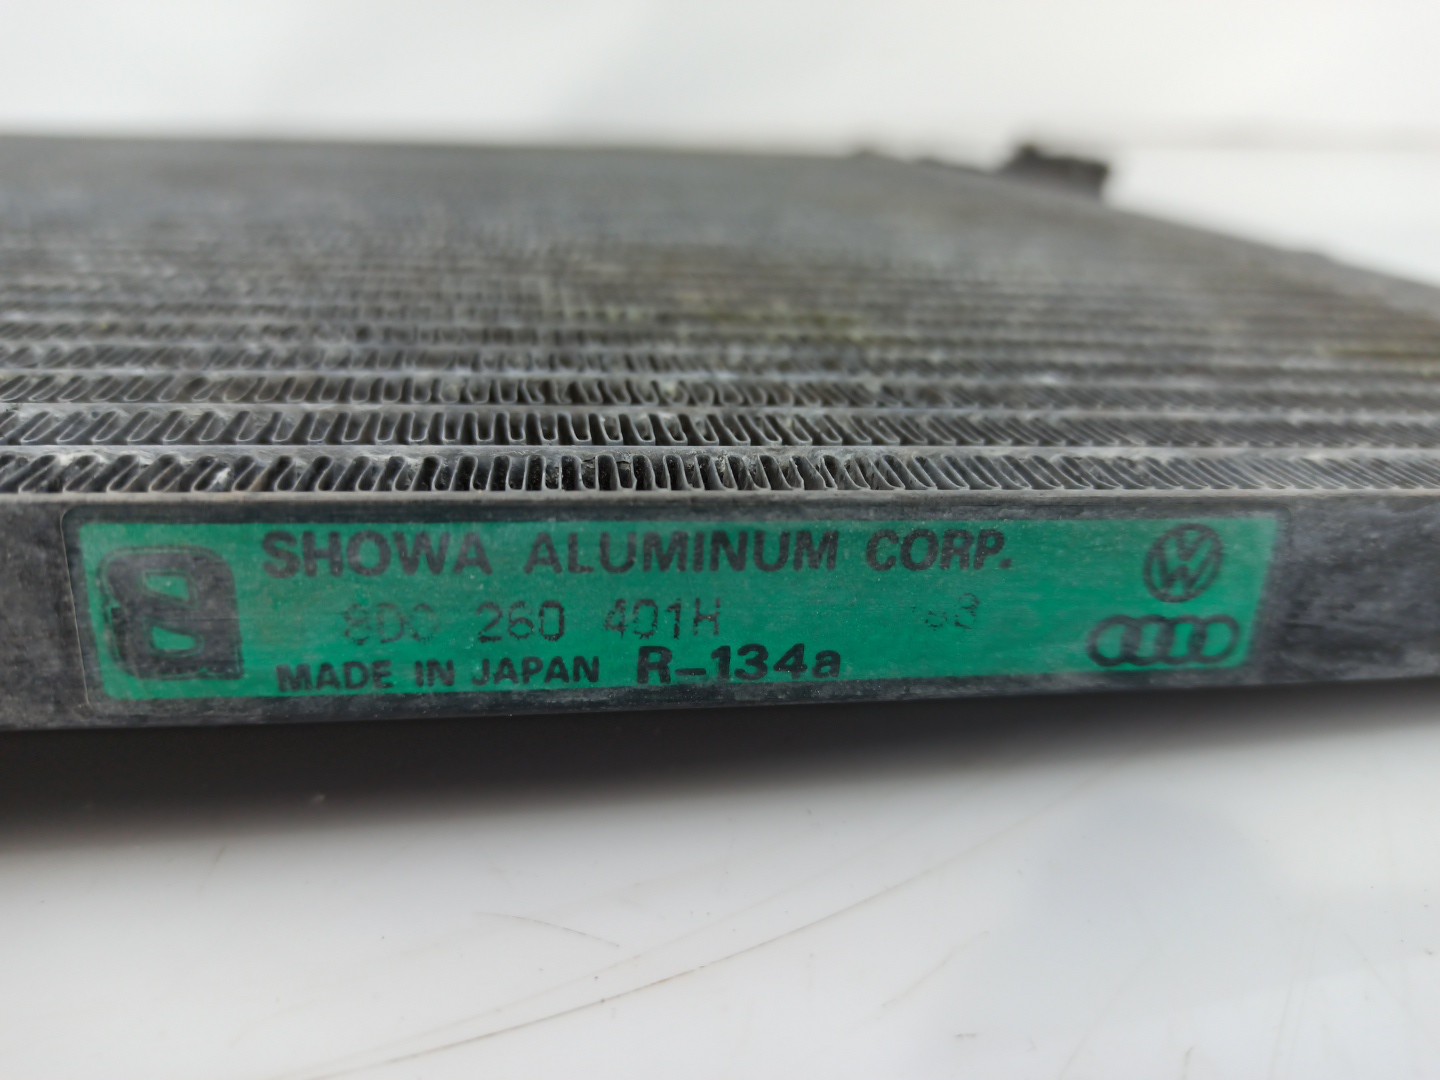 SHOWA ALUMINUM CORP.
8D0 260 401H
MADE IN JAPAN R-134a